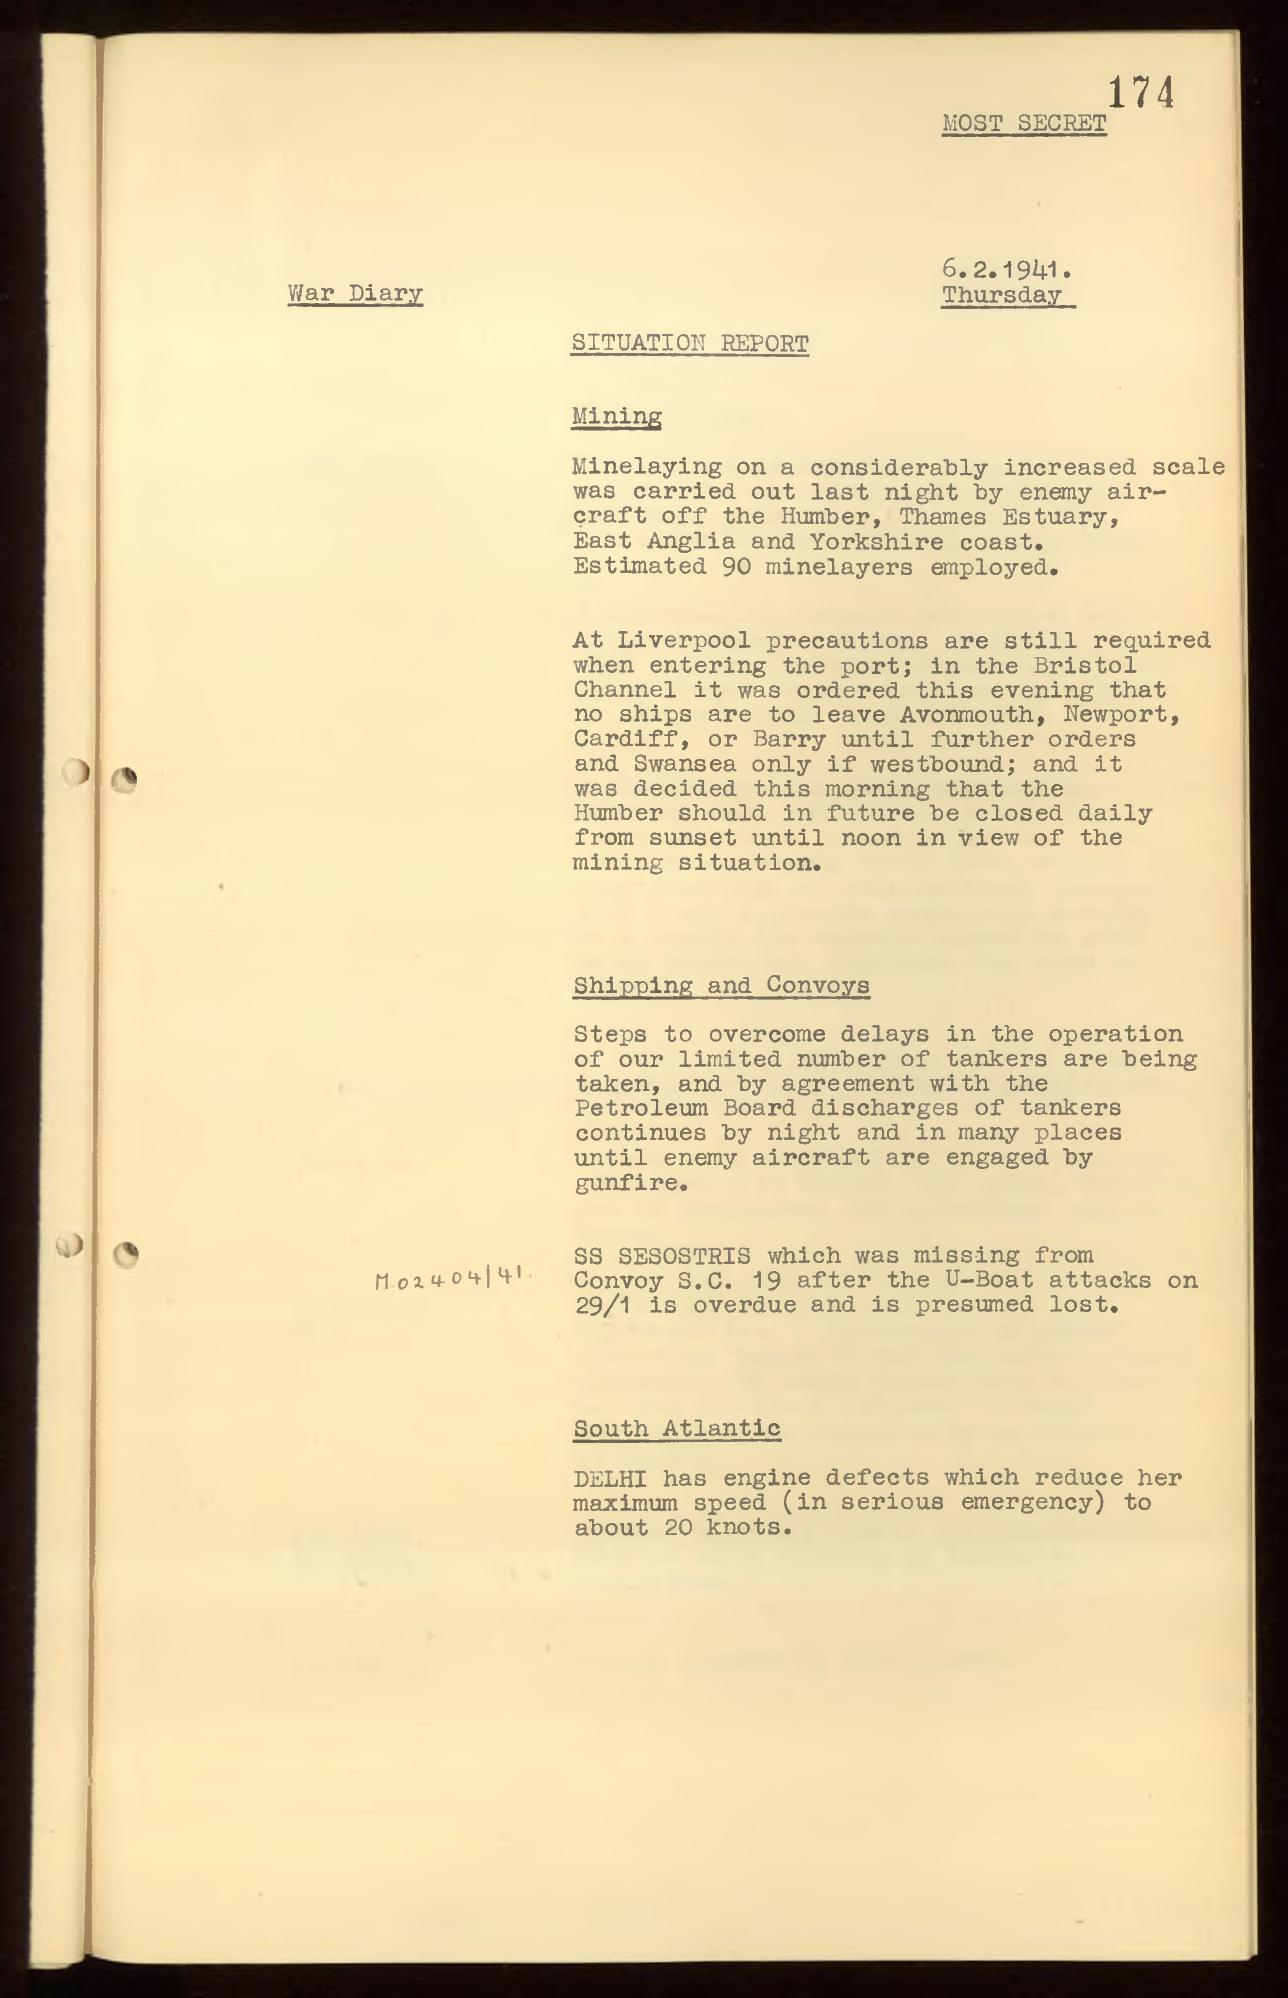 174
MOST SECRET
6.2.1941.
War Diary
Thursday
SITUATION REPORT
Mining
Minelaying on a considerably increased scale
was carried out last night by enemy air-
craft off the Humber, Thames Estuary,
East Anglia and Yorkshire coast.
Estimated 90 minelayers employed.
At Liverpool precautions are still required
when entering the port; in the Bristol
Channel it was ordered this evening that
no ships are to leave Avonmouth, Newport,
Cardiff, or Barry until further orders
and Swansea only if westbound; and it
was decided this morning that the
Humber should in future be closed daily
from sunset until noon in view of the
mining situation.
Shipping and Convoys
Steps to overcome delays in the operation
of our limited number of tankers are being
taken, and by agreement with the
Petroleum Board discharges of tankers
continues by night and in many places
until enemy aircraft are engaged by
gunfire.
SS SESOSTRIS which was missing from
M.02404/41.
Convoy S.C. 19 after the U-Boat attacks on
29/1 is overdue and is presumed lost.
South Atlantic
DELHI has engine defects which reduce her
maximum speed (in serious emergency) to
about 20 knots.